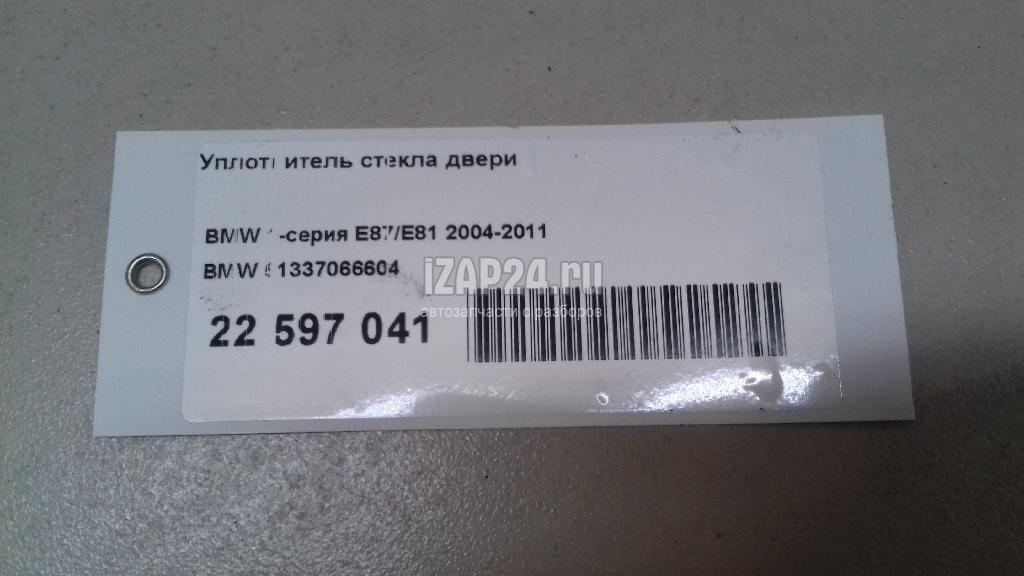 Уплотнитель стекла двери
BMW 1-серия E87/E81 2004-2011
BMW 51337066604
iZAP24.ru
автозапчасти с разборов
22 597 041